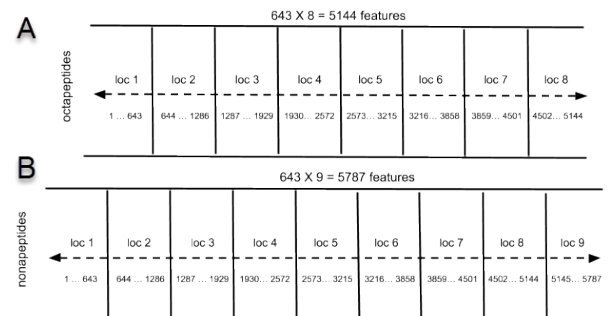 A
643 X 8 = 5144 features
octapeptides
loc 1 loc 2 loc 3 loc 4 loc 5 loc 6 loc 7 loc 8
1 ... 643 644 ... 1286 1287 ... 1929 1930... 2572 2573... 3215 3216... 3858 3859... 4501 4502... 5144
B
643 X 9 = 5787 features
nonapeptides
loc 1 loc 2 loc 3 loc 4 loc 5 loc 6 loc 7 loc 8 loc 9
1 ... 643 644 ... 1286 1287 ... 1929 1930... 2572 2573... 3215 3216... 3858 3859... 4501 4502... 5144 5145... 5787